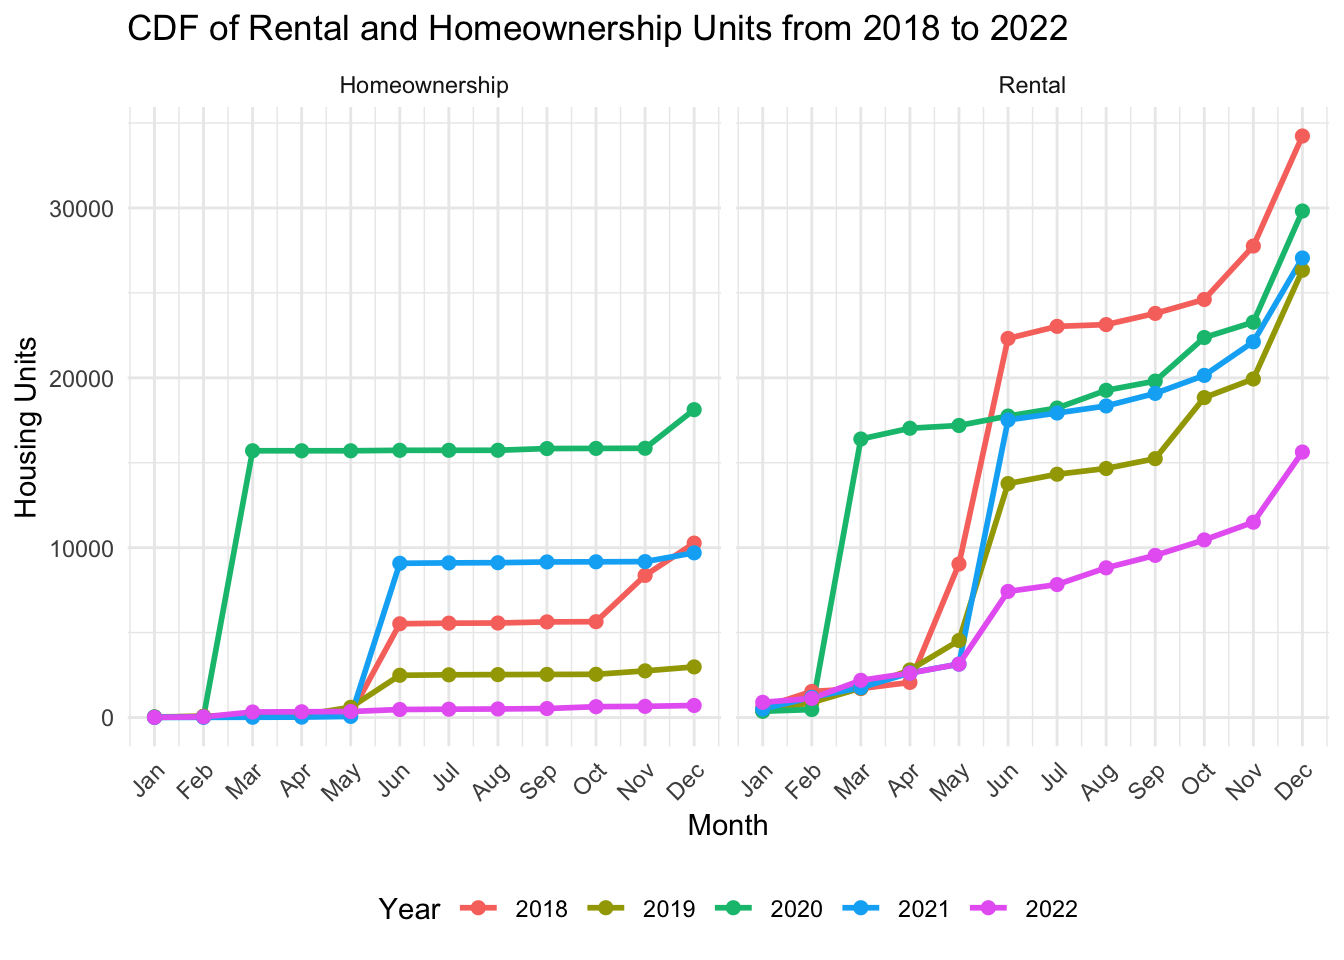 CDF of Rental and Homeownership Units from 2018 to 2022
Homeownership Rental
Housing Units
30000
20000
10000
0
Jan Feb Mar Apr May Jun Jul Aug Sep Oct Nov Dec Jan Feb Mar Apr May Jun Jul Aug Sep Oct Nov Dec
Month
Year 2018 2019 2020 2021 2022